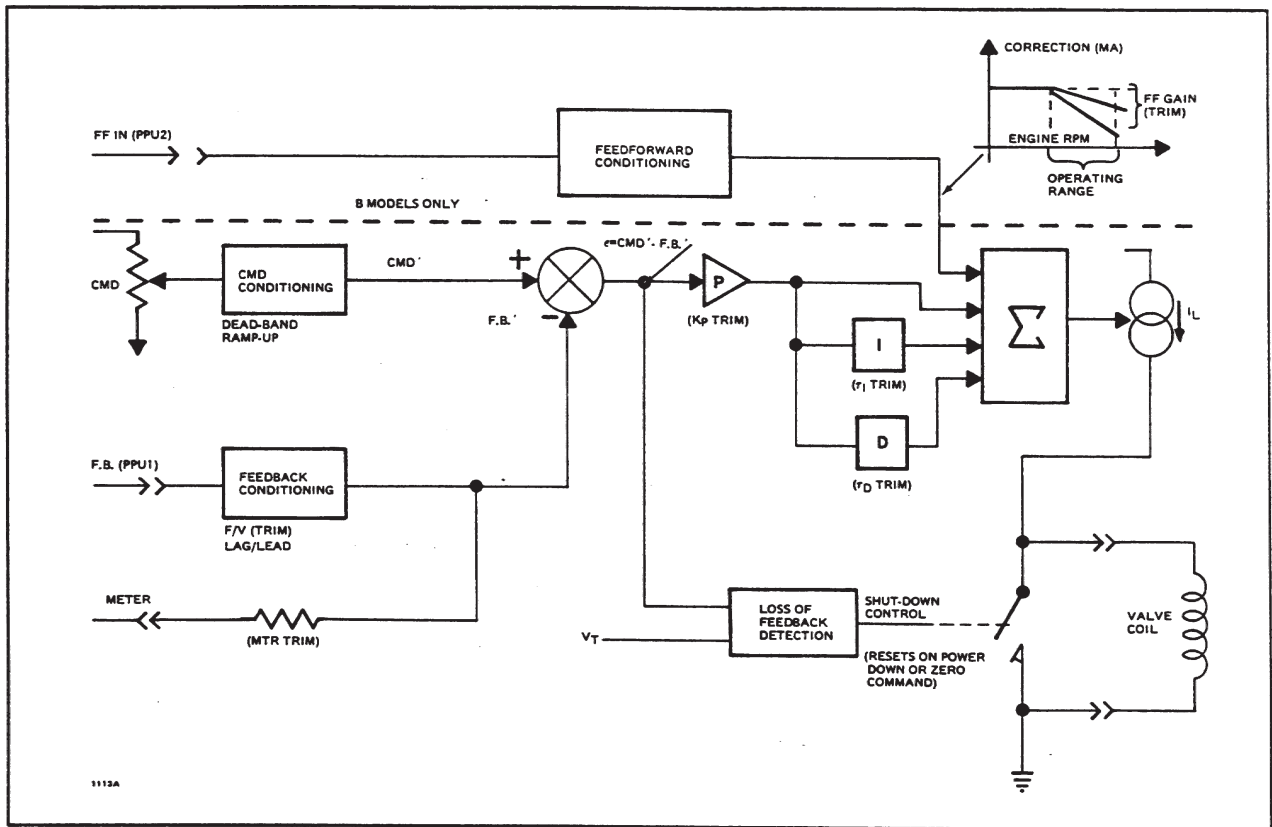 CORRECTION (MA)
FF GAIN
(TRIM)
ENGINE RPM
OPERATING
RANGE
FF IN (PPU2)
FEEDFORWARD
CONDITIONING
B MODELS ONLY
CMD
CMD
CONDITIONING
DEAD-BAND
RAMP-UP
CMD′
+
F.B.′
−
e=CMD′ - F.B.′
P
(KP TRIM)
I
(τI TRIM)
D
(τD TRIM)
Σ
IL
F.B. (PPU1)
FEEDBACK
CONDITIONING
F/V (TRIM)
LAG/LEAD
METER
(MTR TRIM)
VT
LOSS OF
FEEDBACK
DETECTION
SHUT-DOWN
CONTROL
(RESETS ON POWER
DOWN OR ZERO
COMMAND)
VALVE
COIL
1113A